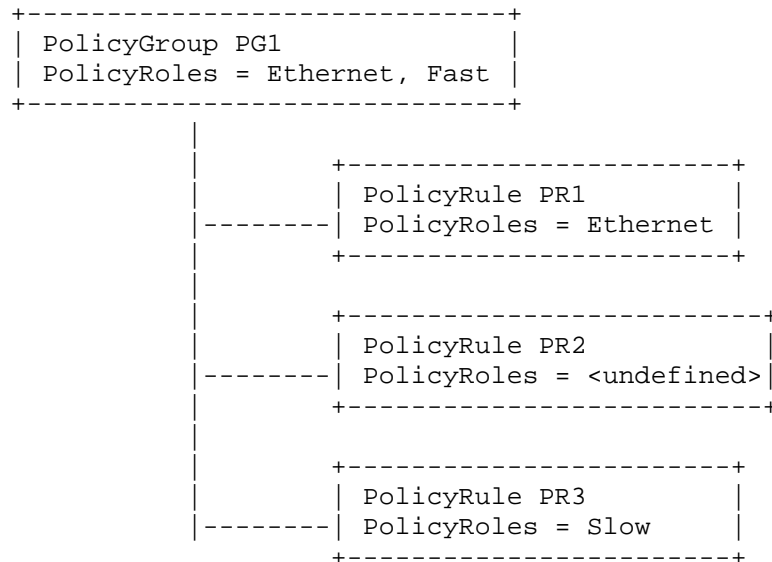 PolicyGroup PG1
PolicyRoles = Ethernet, Fast
PolicyRule PR1
PolicyRoles = Ethernet
PolicyRule PR2
PolicyRoles = <undefined>
PolicyRule PR3
PolicyRoles = Slow